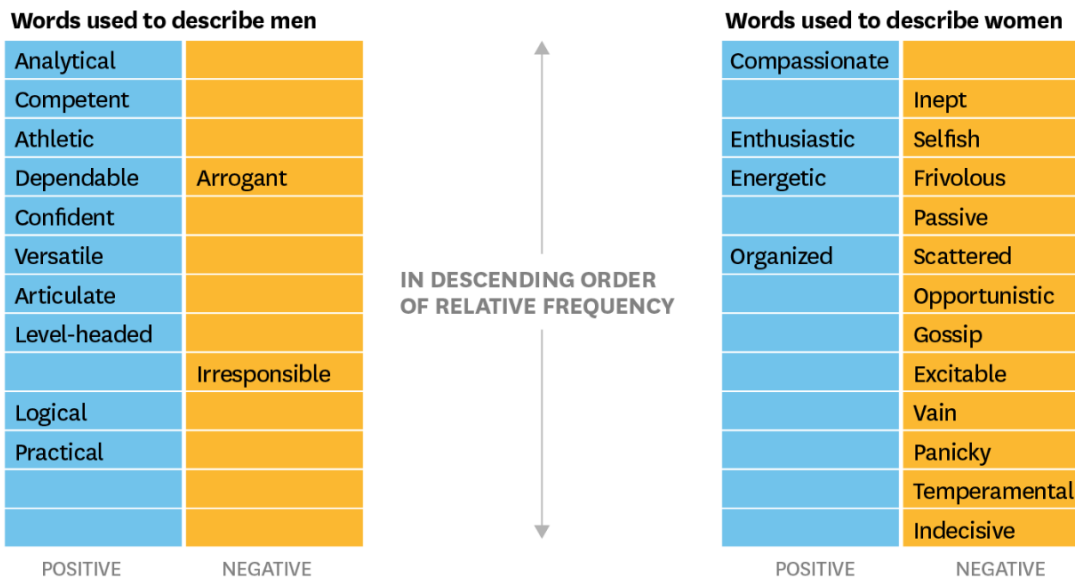 Words used to describe men
Words used to describe women
Analytical
Competent
Athletic
Dependable Arrogant
Confident
Versatile
Articulate
Level-headed
Irresponsible
Logical
Practical
POSITIVE NEGATIVE
IN DESCENDING ORDER
OF RELATIVE FREQUENCY
Compassionate
Inept
Enthusiastic Selfish
Energetic Frivolous
Passive
Organized Scattered
Opportunistic
Gossip
Excitable
Vain
Panicky
Temperamental
Indecisive
POSITIVE NEGATIVE